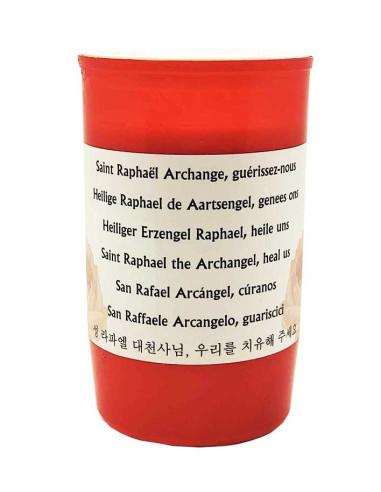 Saint Raphaël Archange, guérissez-nous
Heilige Raphael de Aartsengel, genees ons
Heiliger Erzengel Raphael, heile uns
Saint Raphael the Archangel, heal us
San Rafael Arcángel, cúranos
San Raffaele Arcangelo, guariscici
성 라파엘 대천사님, 우리를 치유해 주세요